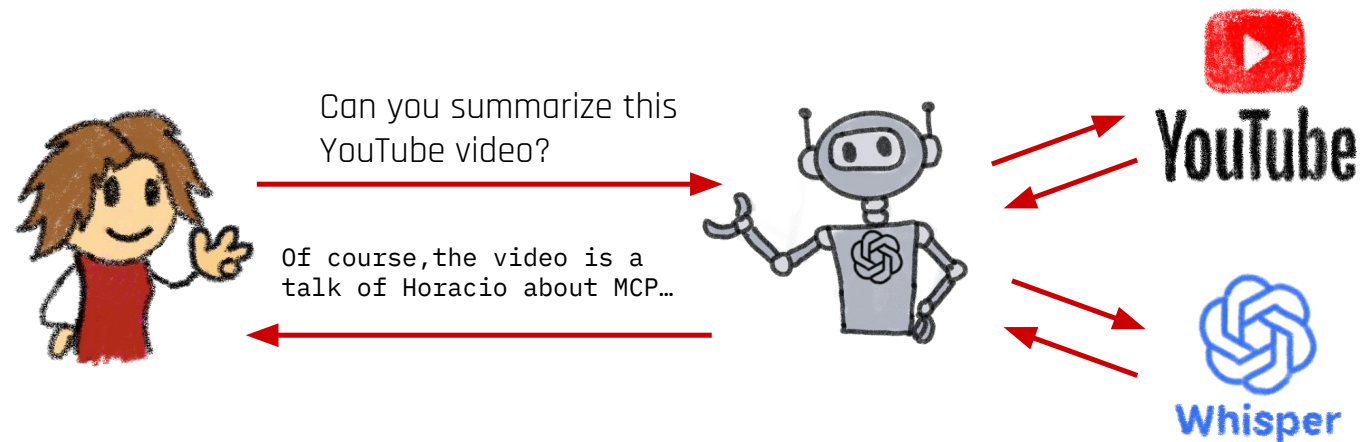 Can you summarize this
YouTube video?
Of course,the video is a
talk of Horacio about MCP…
YouTube
Whisper